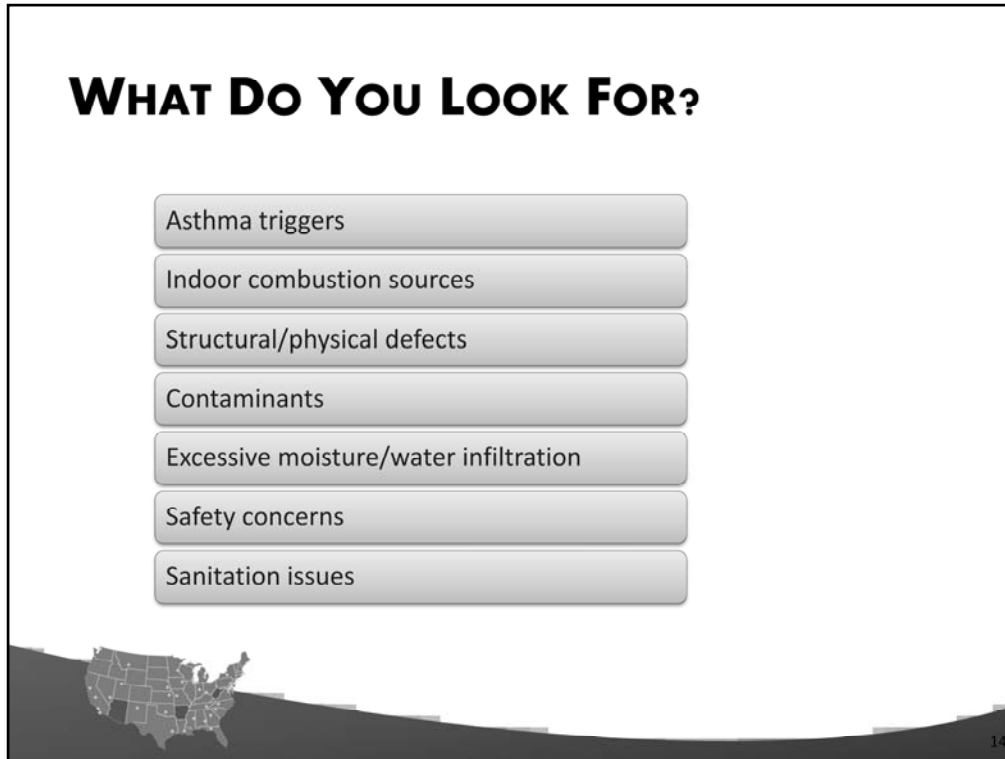 What Do You Look For?
Asthma triggers
Indoor combustion sources
Structural/physical defects
Contaminants
Excessive moisture/water infiltration
Safety concerns
Sanitation issues
14